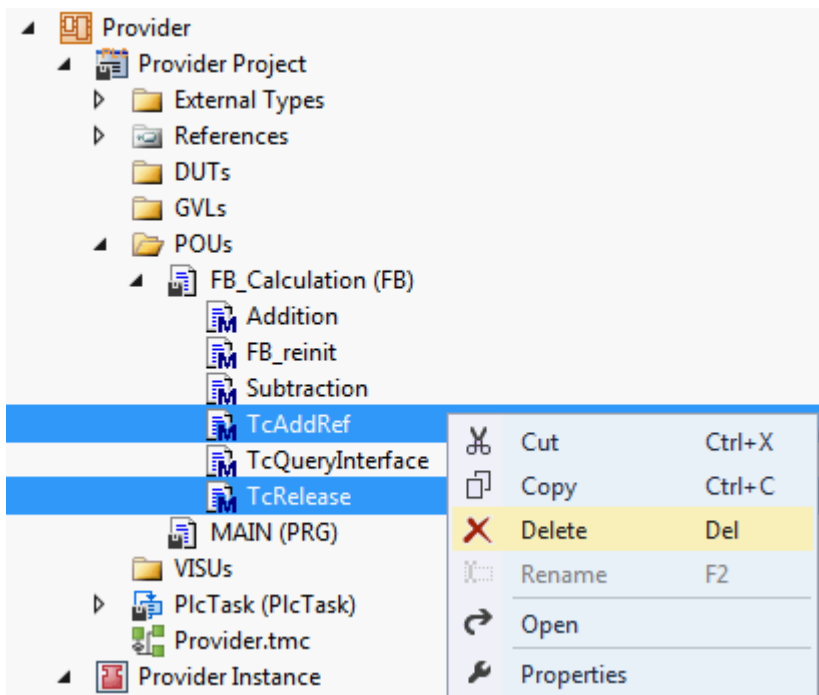 Provider
Provider Project
External Types
References
DUTs
GVLs
POUs
FB_Calculation (FB)
Addition
FB_reinit
Subtraction
TcAddRef
TcQueryInterface
TcRelease
MAIN (PRG)
VISUs
PlcTask (PlcTask)
Provider.tmc
Provider Instance
Cut Ctrl+X
Copy Ctrl+C
Delete Del
Rename F2
Open
Properties